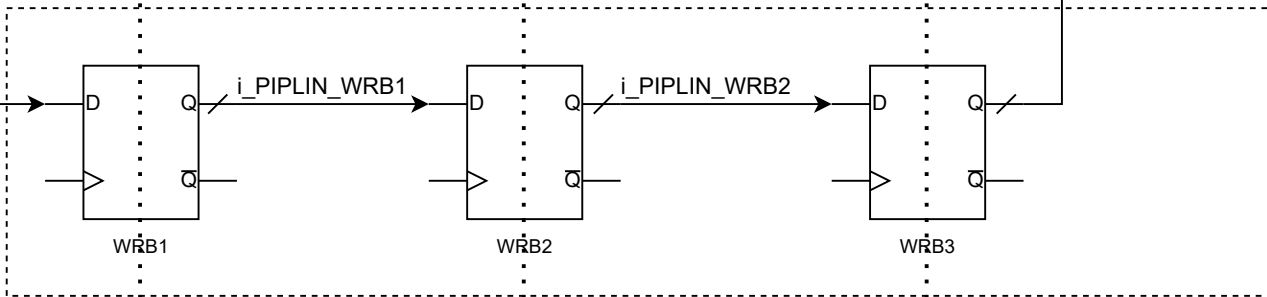 i_PIPLIN_WRB1
i_PIPLIN_WRB2
D
Q
D
Q
D
Q
Q̅
Q̅
Q̅
WRB1
WRB2
WRB3